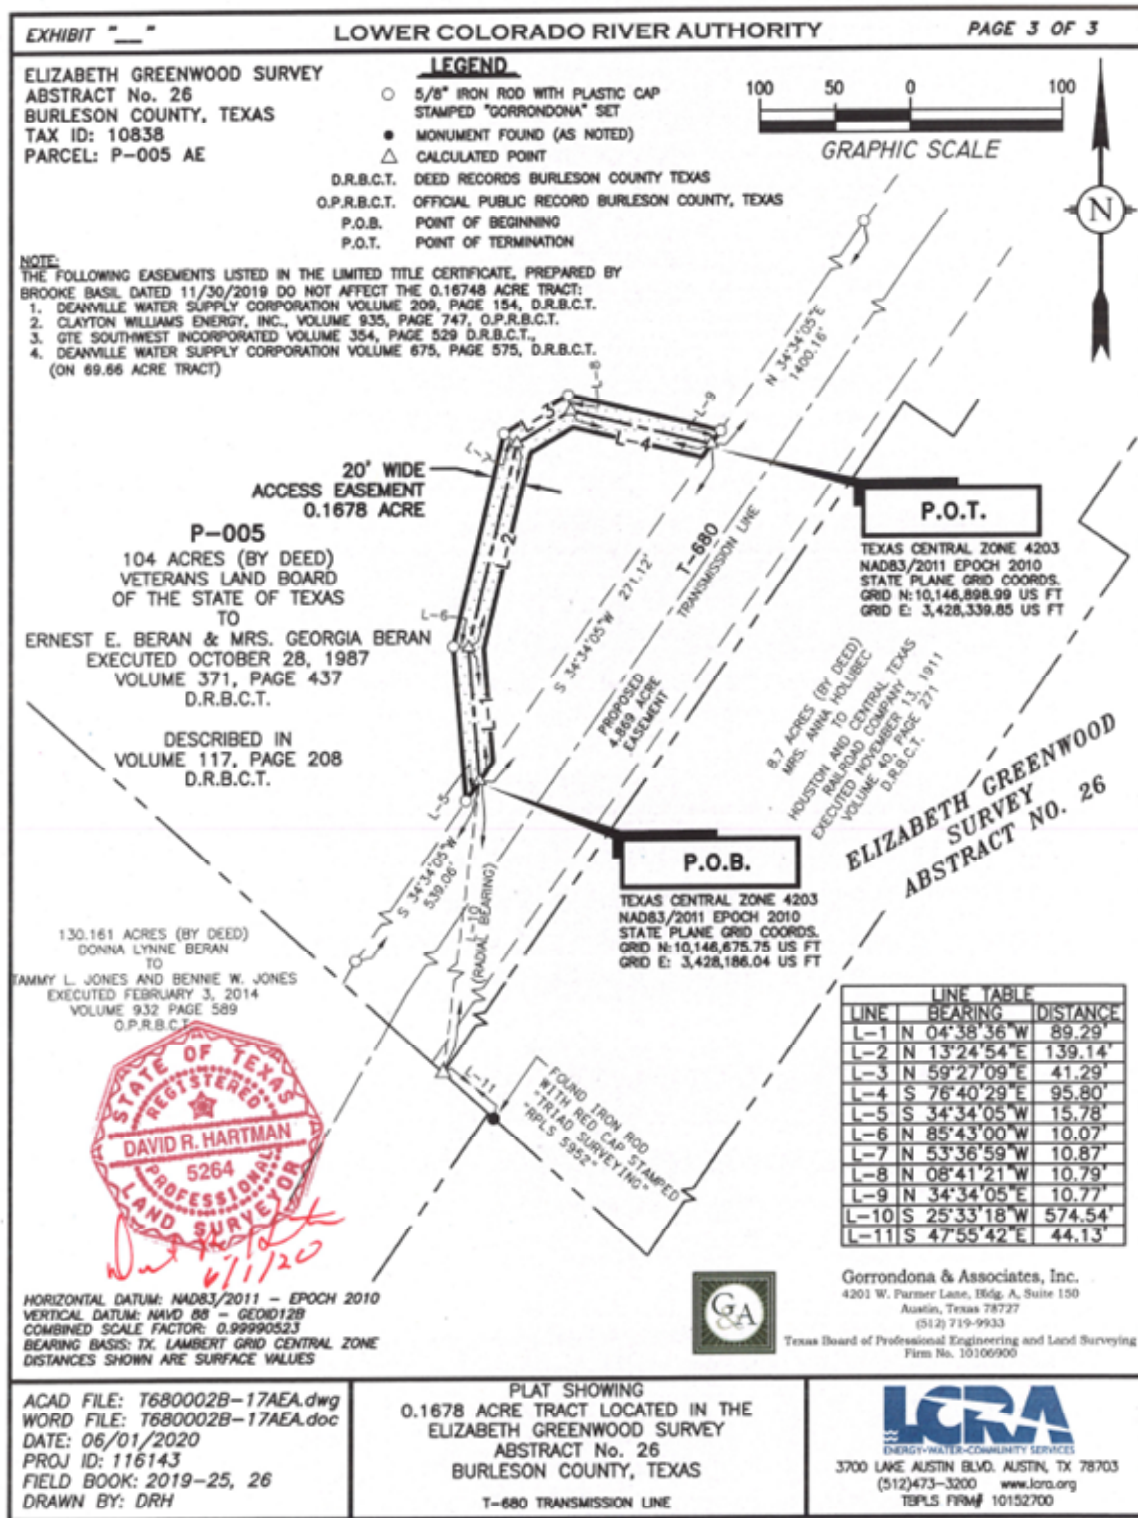 EXHIBIT "__"
LOWER COLORADO RIVER AUTHORITY
PAGE 3 OF 3
ELIZABETH GREENWOOD SURVEY
ABSTRACT No. 26
BURLESON COUNTY, TEXAS
TAX ID: 10838
PARCEL: P-005 AE
LEGEND
5/8" IRON ROD WITH PLASTIC CAP
STAMPED "GORRONDONA" SET
MONUMENT FOUND (AS NOTED)
CALCULATED POINT
D.R.B.C.T. DEED RECORDS BURLESON COUNTY TEXAS
O.P.R.B.C.T. OFFICIAL PUBLIC RECORD BURLESON COUNTY, TEXAS
P.O.B. POINT OF BEGINNING
P.O.T. POINT OF TERMINATION
100 50 0 100
GRAPHIC SCALE
N
NOTE:
THE FOLLOWING EASEMENTS LISTED IN THE LIMITED TITLE CERTIFICATE, PREPARED BY
BROOKE BASIL DATED 11/30/2019 DO NOT AFFECT THE 0.16748 ACRE TRACT:
1. DEANVILLE WATER SUPPLY CORPORATION VOLUME 209, PAGE 154, D.R.B.C.T.
2. CLAYTON WILLIAMS ENERGY, INC., VOLUME 935, PAGE 747, O.P.R.B.C.T.
3. GTE SOUTHWEST INCORPORATED VOLUME 354, PAGE 529 D.R.B.C.T.,
4. DEANVILLE WATER SUPPLY CORPORATION VOLUME 675, PAGE 575, D.R.B.C.T.
(ON 69.66 ACRE TRACT)
N 34°34'05"E
1400.16'
L-8
L-9
L-3
L-7
L-4
20' WIDE
ACCESS EASEMENT
0.1678 ACRE
L-2
P.O.T.
TEXAS CENTRAL ZONE 4203
NAD83/2011 EPOCH 2010
STATE PLANE GRID COORDS.
GRID N:10,146,898.99 US FT
GRID E: 3,428,339.85 US FT
P-005
104 ACRES (BY DEED)
VETERANS LAND BOARD
OF THE STATE OF TEXAS
TO
ERNEST E. BERAN & MRS. GEORGIA BERAN
EXECUTED OCTOBER 28, 1987
VOLUME 371, PAGE 437
D.R.B.C.T.
DESCRIBED IN
VOLUME 117, PAGE 208
D.R.B.C.T.
L-6
L-1
L-5
S 34°34'05"W 271.12'
T-680
TRANSMISSION LINE
PROPOSED
4.869 ACRE
EASEMENT
8.7 ACRES (BY DEED)
MRS. ANNA HOLUBEC
TO
HOUSTON AND CENTRAL TEXAS
RAILROAD COMPANY
EXECUTED NOVEMBER 13, 1911
VOLUME 40, PAGE 271
D.R.B.C.T.
ELIZABETH GREENWOOD
SURVEY
ABSTRACT NO. 26
P.O.B.
TEXAS CENTRAL ZONE 4203
NAD83/2011 EPOCH 2010
STATE PLANE GRID COORDS.
GRID N:10,146,675.75 US FT
GRID E: 3,428,186.04 US FT
S 34°34'05"W
539.06'
L-10
(RADIAL BEARING)
130.161 ACRES (BY DEED)
DONNA LYNNE BERAN
TO
TAMMY L. JONES AND BENNIE W. JONES
EXECUTED FEBRUARY 3, 2014
VOLUME 932 PAGE 589
O.P.R.B.C.T.
L-11
FOUND IRON ROD
WITH RED CAP STAMPED
"TRIAD SURVEYING"
"RPLS 5952"
LINE TABLE
LINE BEARING DISTANCE
L-1 N 04°38'36"W 89.29'
L-2 N 13°24'54"E 139.14'
L-3 N 59°27'09"E 41.29'
L-4 S 76°40'29"E 95.80'
L-5 S 34°34'05"W 15.78'
L-6 N 85°43'00"W 10.07'
L-7 N 53°36'59"W 10.87'
L-8 N 08°41'21"W 10.79'
L-9 N 34°34'05"E 10.77'
L-10 S 25°33'18"W 574.54'
L-11 S 47°55'42"E 44.13'
STATE OF TEXAS
REGISTERED
DAVID R. HARTMAN
5264
PROFESSIONAL
LAND SURVEYOR
6/1/20
HORIZONTAL DATUM: NAD83/2011 - EPOCH 2010
VERTICAL DATUM: NAVD 88 - GEOID12B
COMBINED SCALE FACTOR: 0.99990523
BEARING BASIS: TX. LAMBERT GRID CENTRAL ZONE
DISTANCES SHOWN ARE SURFACE VALUES
G&A
Gorrondona & Associates, Inc.
4201 W. Parmer Lane, Bldg. A, Suite 150
Austin, Texas 78727
(512) 719-9933
Texas Board of Professional Engineering and Land Surveying
Firm No. 10106900
ACAD FILE: T680002B-17AEA.dwg
WORD FILE: T680002B-17AEA.doc
DATE: 06/01/2020
PROJ ID: 116143
FIELD BOOK: 2019-25, 26
DRAWN BY: DRH
PLAT SHOWING
0.1678 ACRE TRACT LOCATED IN THE
ELIZABETH GREENWOOD SURVEY
ABSTRACT No. 26
BURLESON COUNTY, TEXAS
T-680 TRANSMISSION LINE
LCRA
ENERGY•WATER•COMMUNITY SERVICES
3700 LAKE AUSTIN BLVD. AUSTIN, TX 78703
(512)473-3200 www.lcra.org
TBPLS FIRM# 10152700